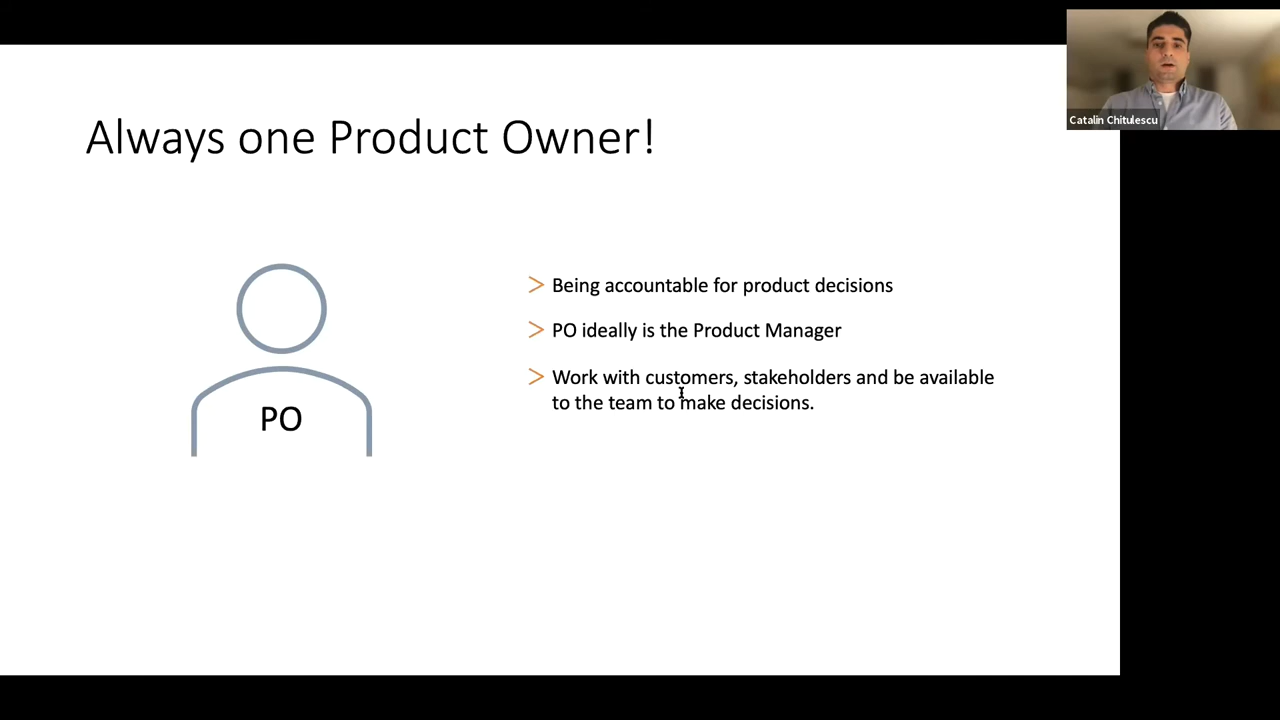 Catalin Chitulescu
Always one Product Owner!
PO
> Being accountable for product decisions
> PO ideally is the Product Manager
> Work with customers, stakeholders and be available
to the team to make decisions.